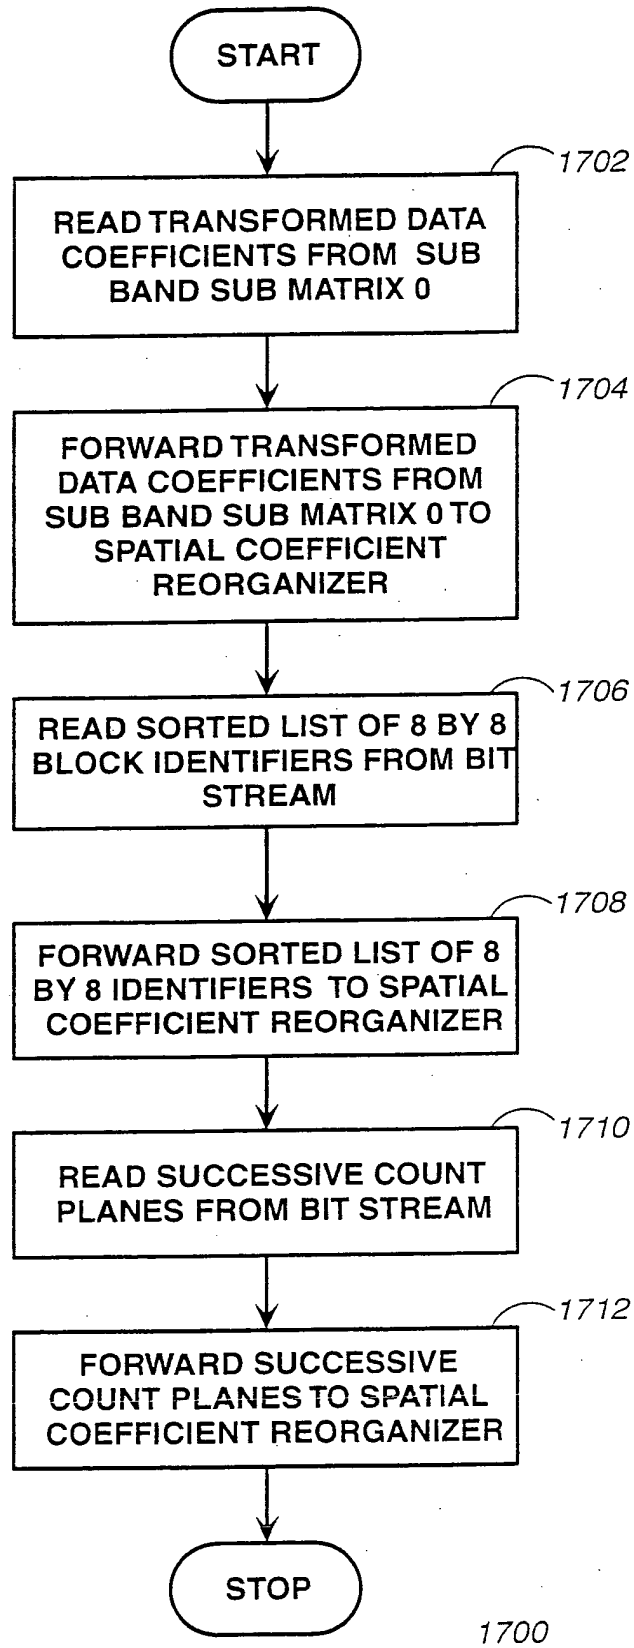 START
1702
READ TRANSFORMED DATA
COEFFICIENTS FROM SUB
BAND SUB MATRIX 0
1704
FORWARD TRANSFORMED
DATA COEFFICIENTS FROM
SUB BAND SUB MATRIX 0 TO
SPATIAL COEFFICIENT
REORGANIZER
1706
READ SORTED LIST OF 8 BY 8
BLOCK IDENTIFIERS FROM BIT
STREAM
1708
FORWARD SORTED LIST OF 8
BY 8 IDENTIFIERS TO SPATIAL
COEFFICIENT REORGANIZER
1710
READ SUCCESSIVE COUNT
PLANES FROM BIT STREAM
1712
FORWARD SUCCESSIVE
COUNT PLANES TO SPATIAL
COEFFICIENT REORGANIZER
STOP
1700